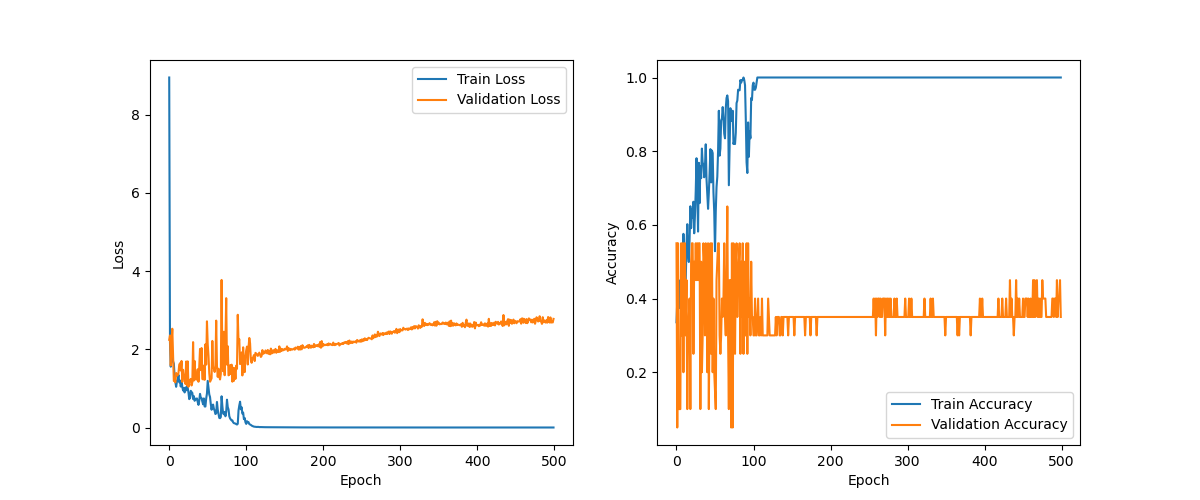 Train Loss
Validation Loss
8
6
4
2
0
Loss
0 100 200 300 400 500
Epoch
1.0
0.8
0.6
0.4
0.2
Accuracy
Train Accuracy
Validation Accuracy
0 100 200 300 400 500
Epoch